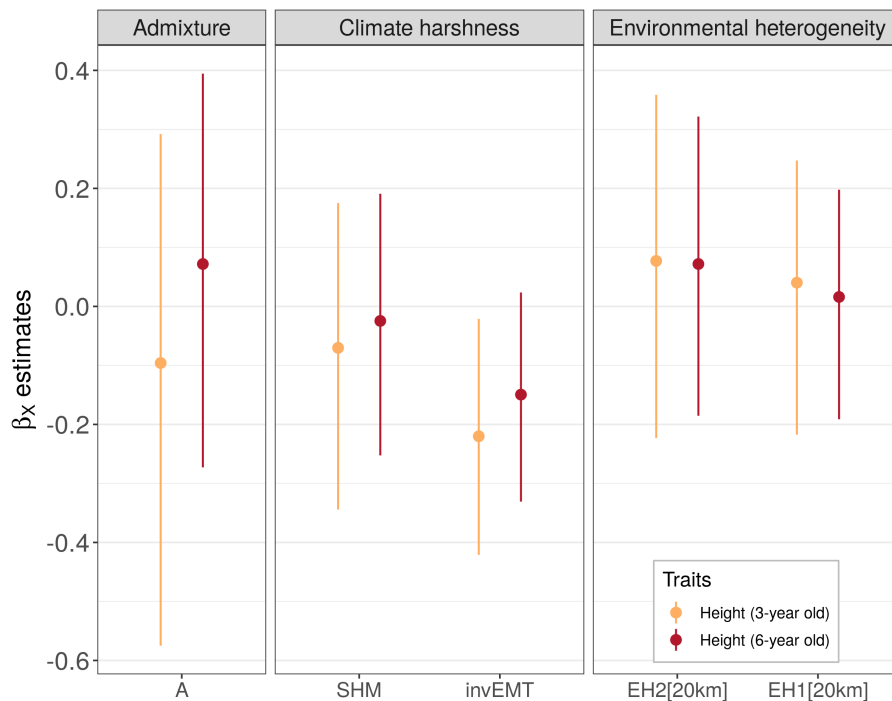 Admixture
Climate harshness
Environmental heterogeneity
βX estimates
0.4
0.2
0.0
-0.2
-0.4
-0.6
Traits
Height (3-year old)
Height (6-year old)
A
SHM
invEMT
EH2[20km]
EH1[20km]